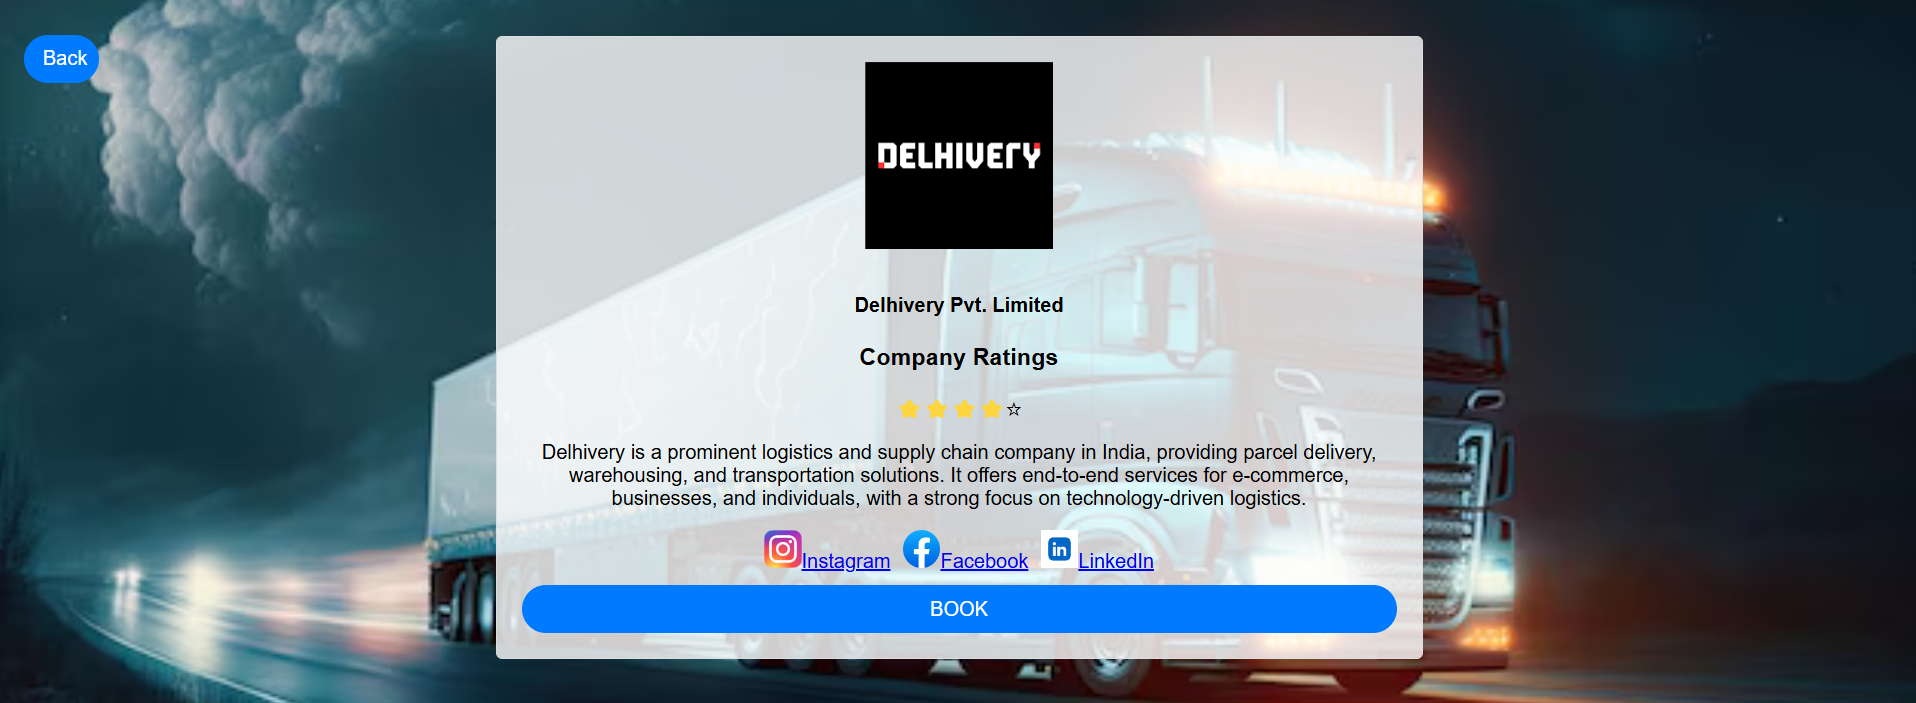 Back
DELHIVERY
Delhivery Pvt. Limited
Company Ratings
Delhivery is a prominent logistics and supply chain company in India, providing parcel delivery,
warehousing, and transportation solutions. It offers end-to-end services for e-commerce,
businesses, and individuals, with a strong focus on technology-driven logistics.
Instagram Facebook in LinkedIn
BOOK